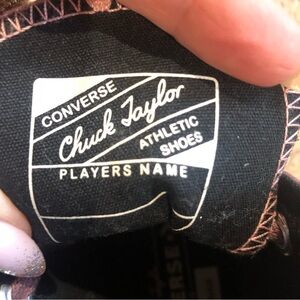 CONVERSE
Chuck Taylor
ATHLETIC
SHOES
PLAYERS NAME